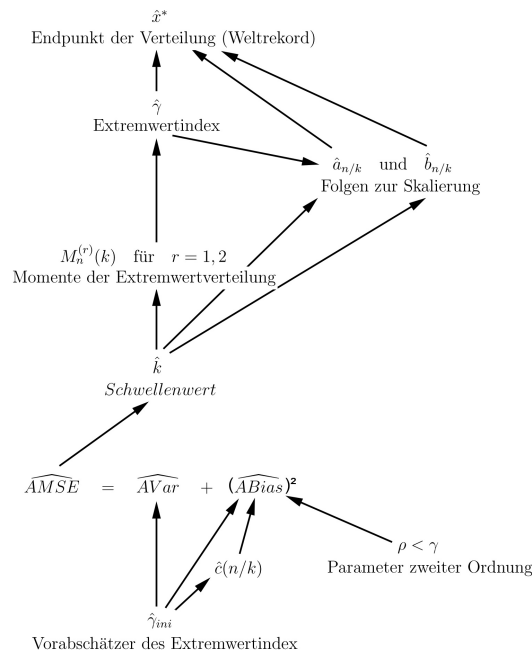 x̂*
Endpunkt der Verteilung (Weltrekord)
γ̂
Extremwertindex
â_{n/k} und b̂_{n/k}
Folgen zur Skalierung
M_n^{(r)}(k) für r = 1, 2
Momente der Extremwertverteilung
k̂
Schwellenwert
\widehat{AMSE} = \widehat{AVar} + (\widehat{ABias})²
ρ < γ
Parameter zweiter Ordnung
ĉ(n/k)
γ̂_{ini}
Vorabschätzer des Extremwertindex